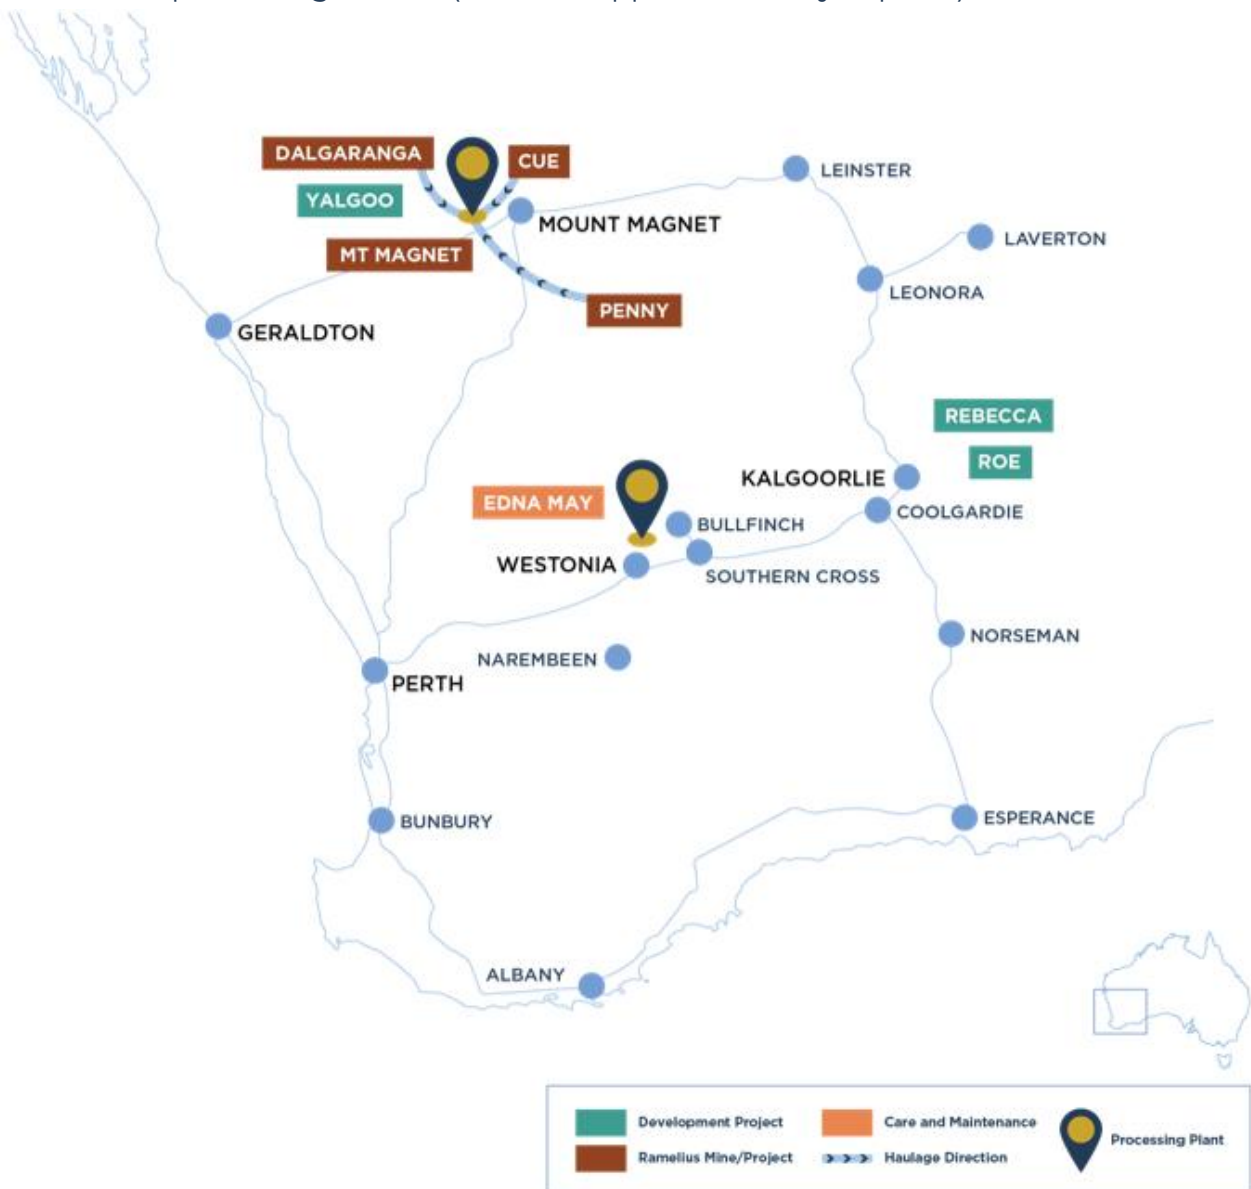 DALGARANGA
CUE
YALGOO
LEINSTER
MOUNT MAGNET
LAVERTON
MT MAGNET
LEONORA
PENNY
GERALDTON
REBECCA
ROE
KALGOORLIE
EDNA MAY
COOLGARDIE
BULLFINCH
WESTONIA
SOUTHERN CROSS
NORSEMAN
NAREMBEEN
PERTH
ESPERANCE
BUNBURY
ALBANY
Development Project
Care and Maintenance
Processing Plant
Ramelius Mine/Project
Haulage Direction